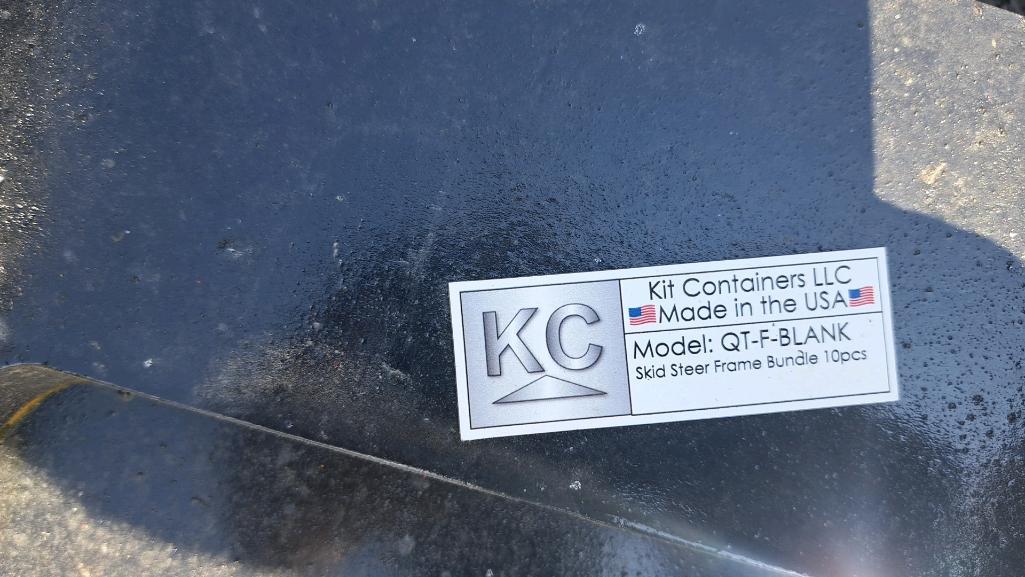 KC
Kit Containers LLC
Made in the USA
Model: QT-F-BLANK
Skid Steer Frame Bundle 10pcs